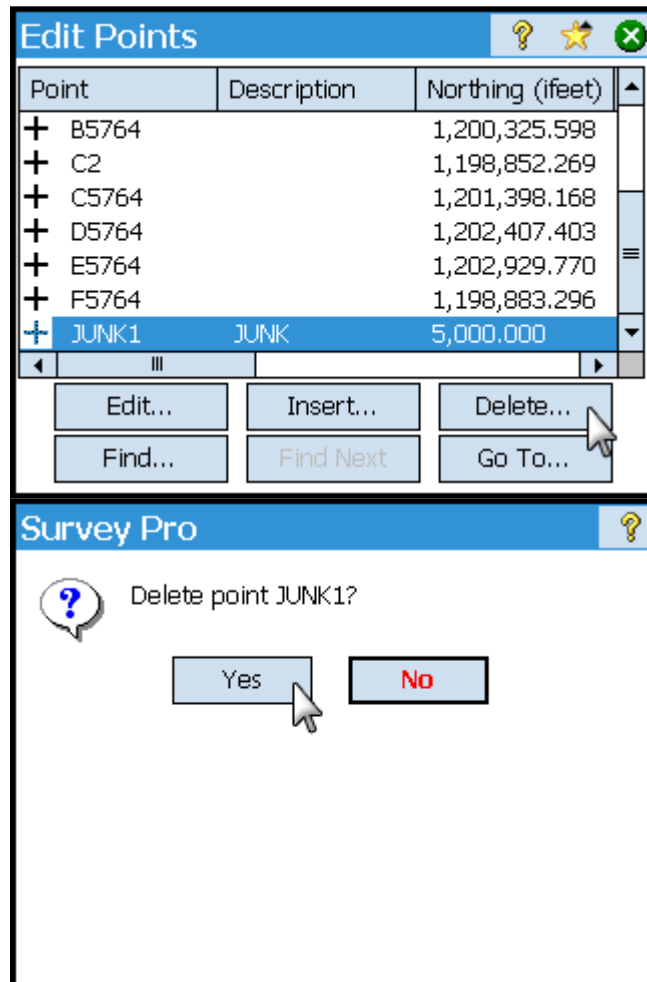 Edit Points
Point Description Northing (ifeet)
B5764 1,200,325.598
C2 1,198,852.269
C5764 1,201,398.168
D5764 1,202,407.403
E5764 1,202,929.770
F5764 1,198,883.296
JUNK1 JUNK 5,000.000
Edit... Insert... Delete...
Find... Find Next Go To...
Survey Pro
Delete point JUNK1?
Yes No